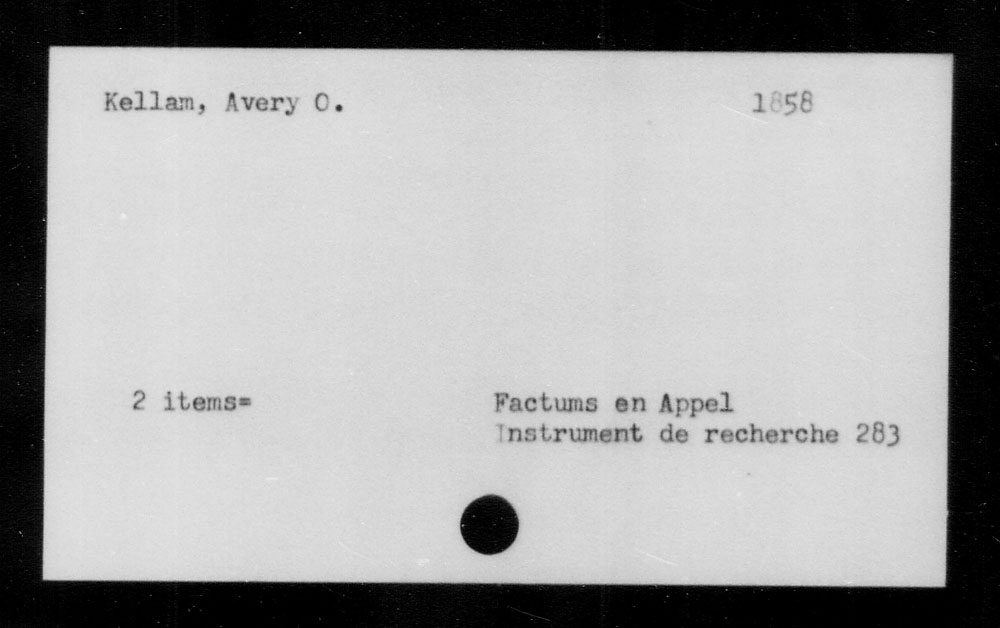 Kellam, Avery O. 1858
2 items= Factums en Appel
Instrument de recherche 283